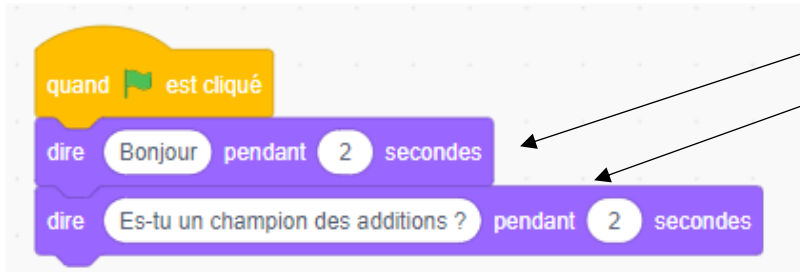 quand est cliqué
dire Bonjour pendant 2 secondes
dire Es-tu un champion des additions ? pendant 2 secondes